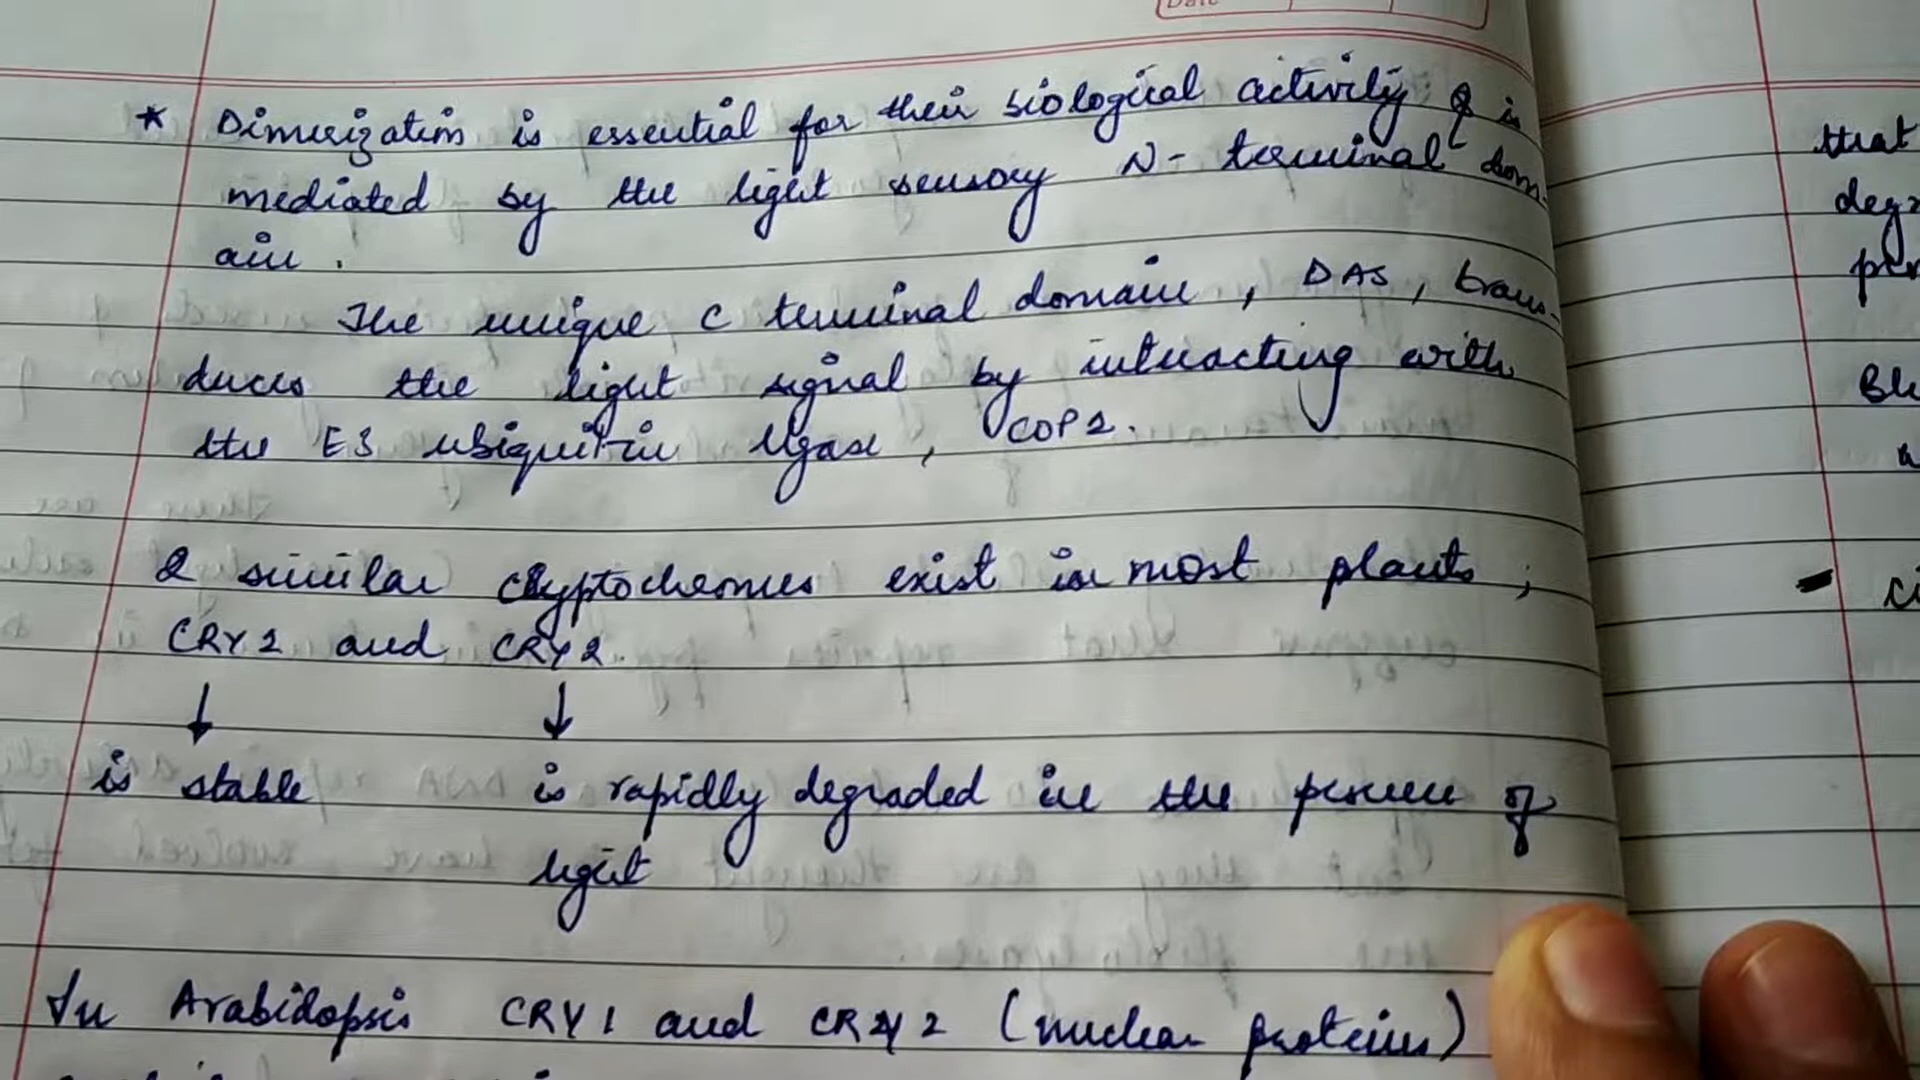 Date
* Dimerization is essential for their biological activity & is
mediated by the light sensory N- terminal dom-
ain .
The unique C terminal domain , DAS , trans-
duces the light signal by interacting with
the E3 ubiquitin ligase , COP1.
2 similar cryptochromes exist in most plants ;
CRY1 and CRY2.
↓ ↓
is stable is rapidly degraded in the presence of
light
In Arabidopsis CRY1 and CRY2 (nuclear proteins)
that
degr
Bl